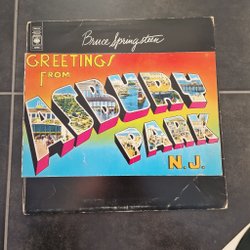 Bruce Springsteen
GREETINGS
FROM
ASBURY
PARK
N.J.